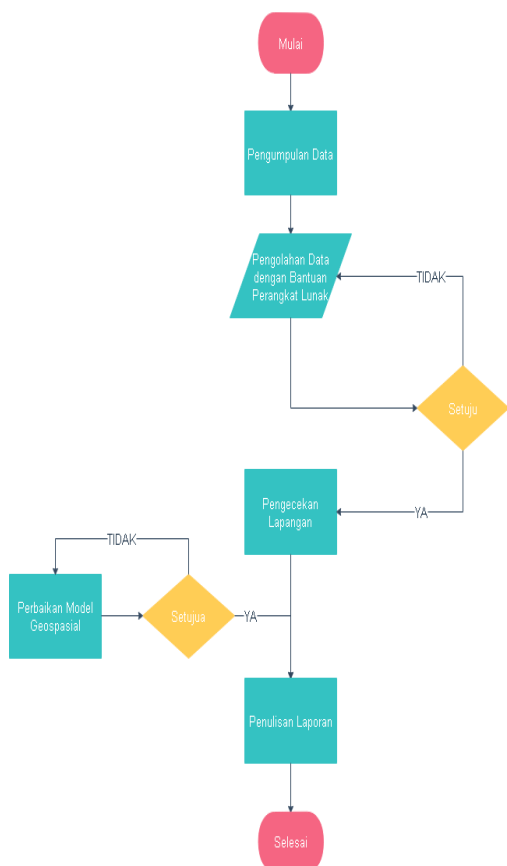 Mulai
Pengumpulan Data
Pengolahan Data
dengan Bantuan
Perangkat Lunak
TIDAK
Setuju
YA
Pengecekan
Lapangan
TIDAK
Perbaikan Model
Geospasial
Setujua
YA
Penulisan Laporan
Selesai